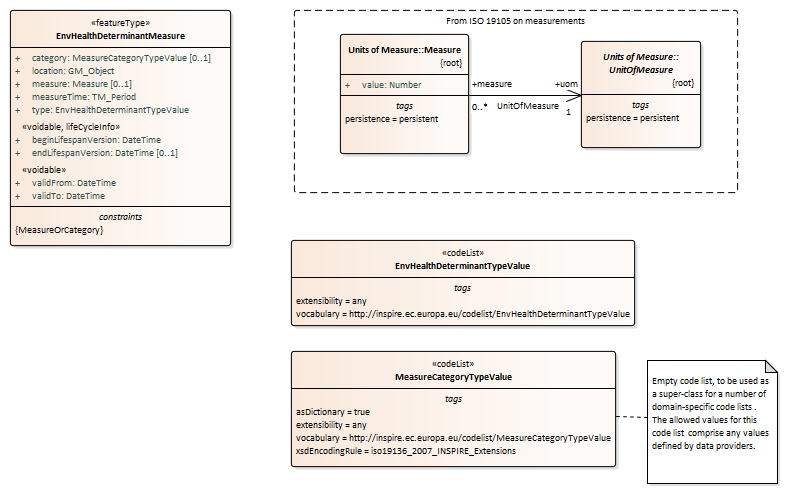 «featureType»
EnvHealthDeterminantMeasure
+ category: MeasureCategoryTypeValue [0..1]
+ location: GM_Object
+ measure: Measure [0..1]
+ measureTime: TM_Period
+ type: EnvHealthDeterminantTypeValue
«voidable, lifeCycleInfo»
+ beginLifespanVersion: DateTime
+ endLifespanVersion: DateTime [0..1]
«voidable»
+ validFrom: DateTime
+ validTo: DateTime
constraints
{MeasureOrCategory}
From ISO 19105 on measurements
Units of Measure::Measure
{root}
+ value: Number
tags
persistence = persistent
+measure
+uom
0..*
UnitOfMeasure
1
Units of Measure::
UnitOfMeasure
{root}
tags
persistence = persistent
«codeList»
EnvHealthDeterminantTypeValue
tags
extensibility = any
vocabulary = http://inspire.ec.europa.eu/codelist/EnvHealthDeterminantTypeValue
«codeList»
MeasureCategoryTypeValue
tags
asDictionary = true
extensibility = any
vocabulary = http://inspire.ec.europa.eu/codelist/MeasureCategoryTypeValue
xsdEncodingRule = iso19136_2007_INSPIRE_Extensions
Empty code list, to be used as
a super-class for a number of
domain-specific code lists .
The allowed values for this
code list comprise any values
defined by data providers.